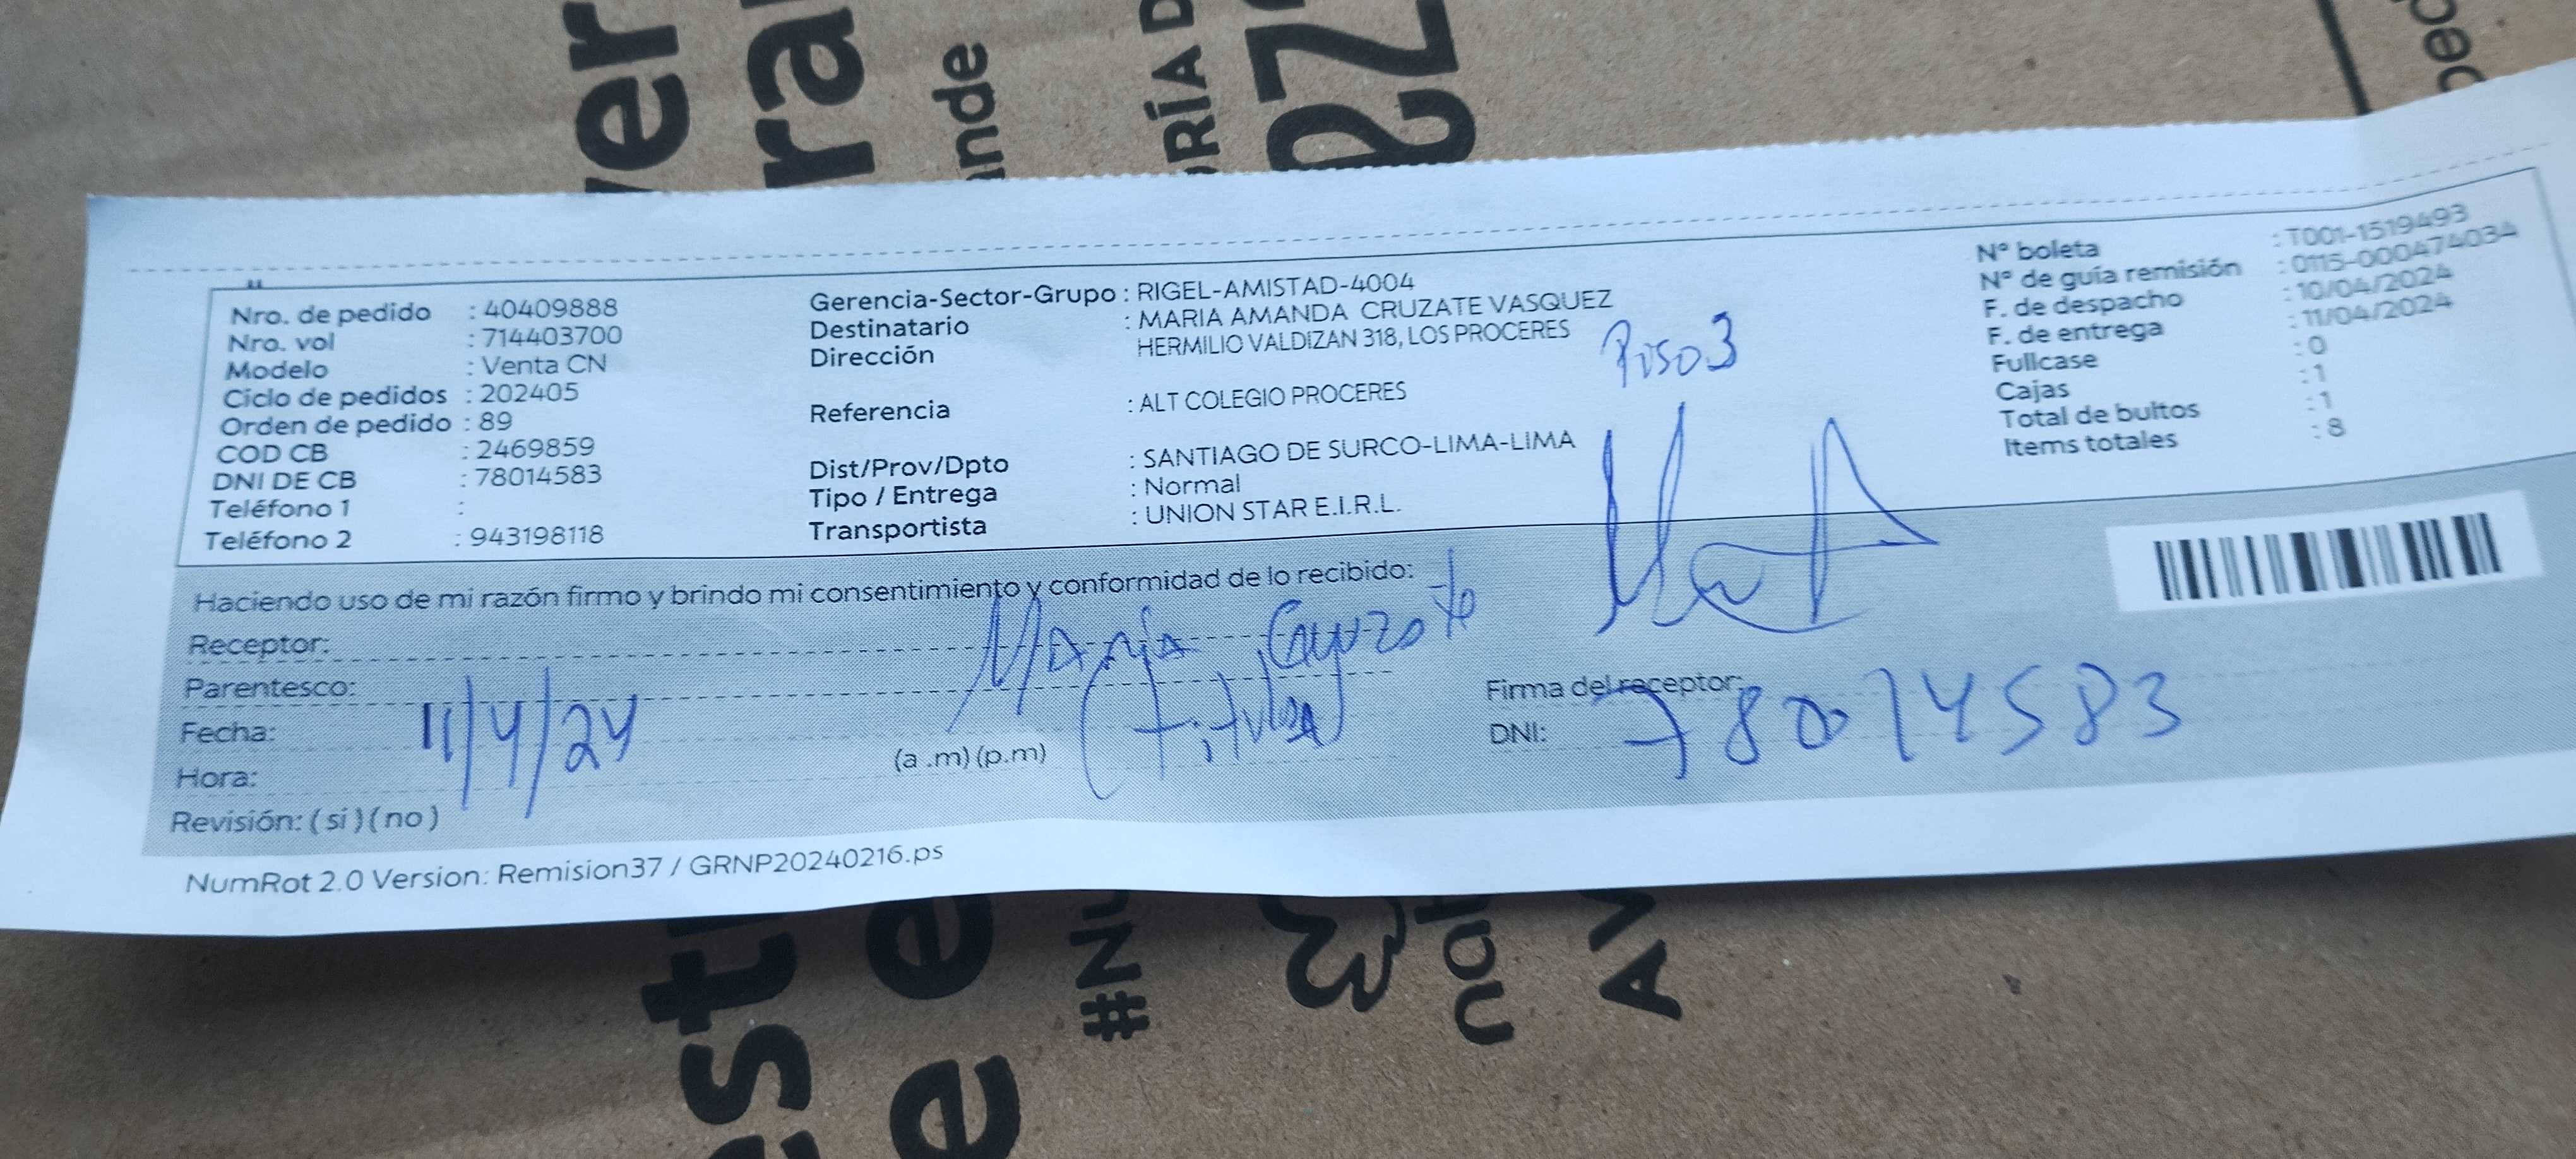 ver
ra
ande
ORÍA D
Nro. de pedido : 40409888
Nro. vol : 714403700
Modelo : Venta CN
Ciclo de pedidos : 202405
Orden de pedido : 89
COD CB : 2469859
DNI DE CB : 78014583
Teléfono 1 :
Teléfono 2 : 943198118
Gerencia-Sector-Grupo : RIGEL-AMISTAD-4004
Destinatario : MARIA AMANDA CRUZATE VASQUEZ
Dirección HERMILIO VALDIZAN 318, LOS PROCERES
Piso 3
Referencia : ALT COLEGIO PROCERES
Dist/Prov/Dpto : SANTIAGO DE SURCO-LIMA-LIMA
Tipo / Entrega : Normal
Transportista : UNION STAR E.I.R.L.
N° boleta : T001-1519493
N° de guía remisión : 0115-000474034
F. de despacho : 10/04/2024
F. de entrega : 11/04/2024
Fullcase : 0
Cajas : 1
Total de bultos : 1
Items totales : 8
Haciendo uso de mi razón firmo y brindo mi consentimiento y conformidad de lo recibido:
Receptor: Maria Cruzate
Parentesco: (titular)
Fecha: 11/4/24
Hora: (a .m) (p.m)
Revisión: ( si ) ( no )
Firma del receptor:
DNI: 78014583
NumRot 2.0 Version: Remision37 / GRNP20240216.ps
est
e
#Nu
nat